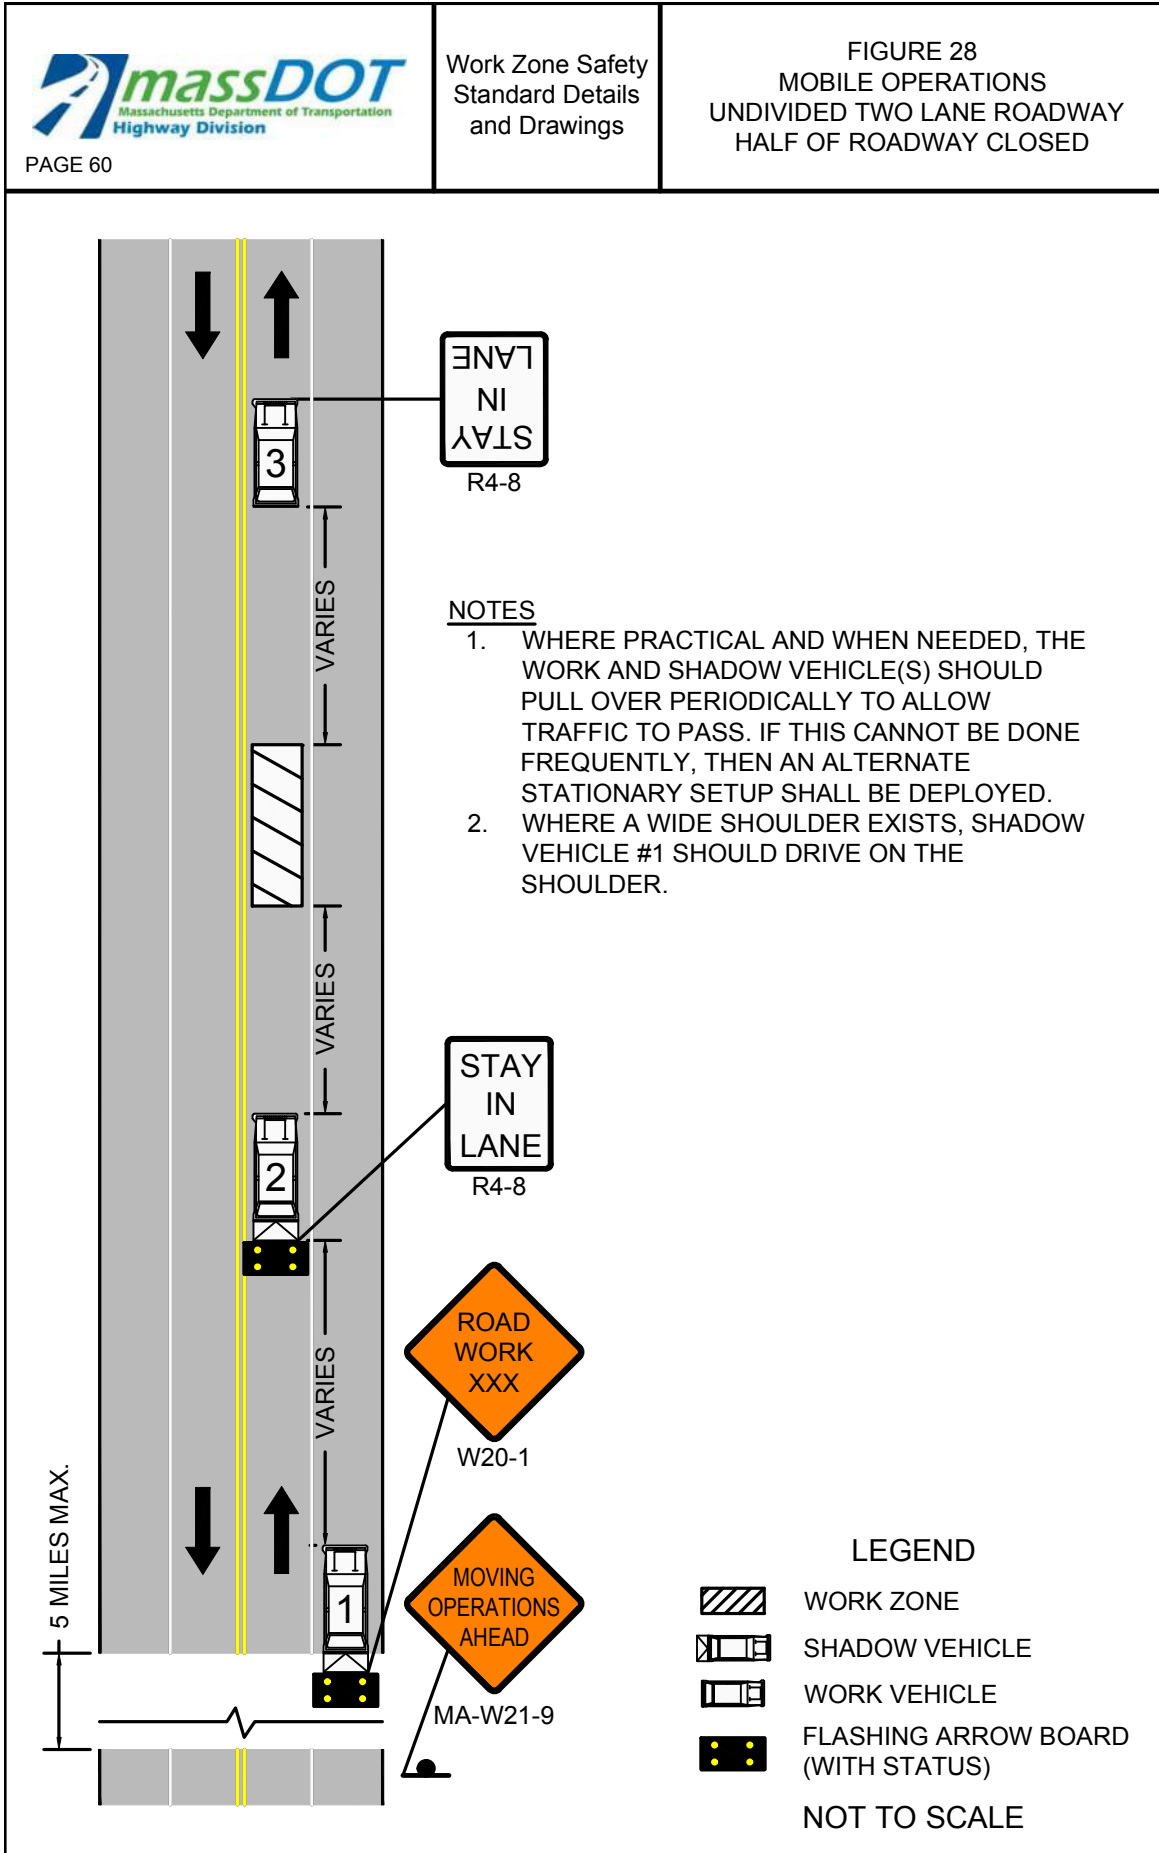 massDOT
Massachusetts Department of Transportation
Highway Division
PAGE 60
Work Zone Safety
Standard Details
and Drawings
FIGURE 28
MOBILE OPERATIONS
UNDIVIDED TWO LANE ROADWAY
HALF OF ROADWAY CLOSED
STAY
IN
LANE
R4-8
3
VARIES
NOTES
1. WHERE PRACTICAL AND WHEN NEEDED, THE
WORK AND SHADOW VEHICLE(S) SHOULD
PULL OVER PERIODICALLY TO ALLOW
TRAFFIC TO PASS. IF THIS CANNOT BE DONE
FREQUENTLY, THEN AN ALTERNATE
STATIONARY SETUP SHALL BE DEPLOYED.
2. WHERE A WIDE SHOULDER EXISTS, SHADOW
VEHICLE #1 SHOULD DRIVE ON THE
SHOULDER.
VARIES
STAY
IN
LANE
R4-8
2
VARIES
ROAD
WORK
XXX
W20-1
5 MILES MAX.
1
MOVING
OPERATIONS
AHEAD
MA-W21-9
LEGEND
WORK ZONE
SHADOW VEHICLE
WORK VEHICLE
FLASHING ARROW BOARD
(WITH STATUS)
NOT TO SCALE